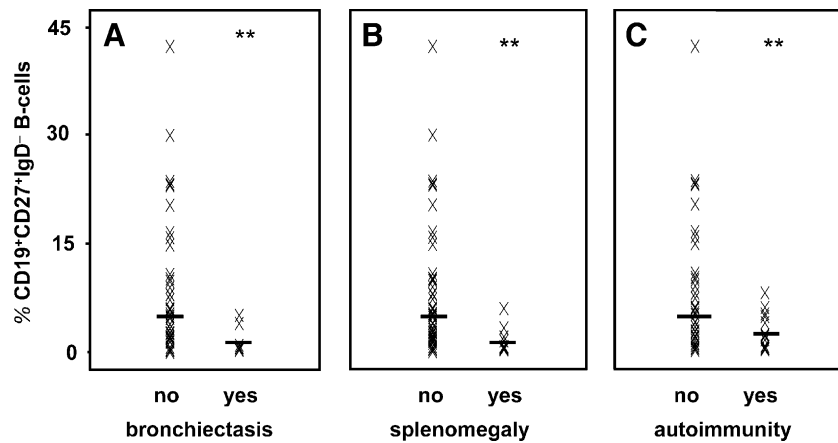 A ** B ** C **
45
30
15
0
% CD19⁺CD27⁺IgD⁻ B-cells
no yes no yes no yes
bronchiectasis splenomegaly autoimmunity